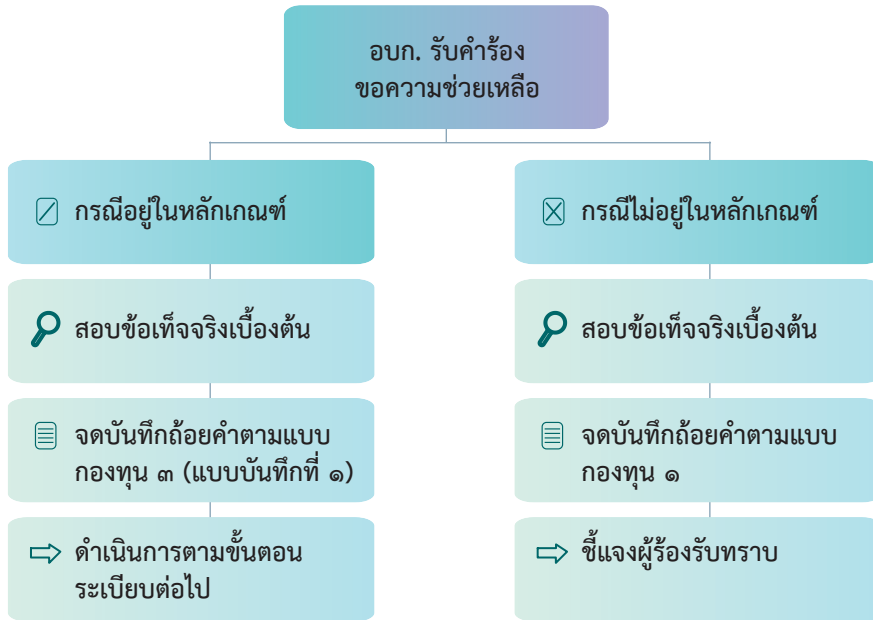 อบก. รับคำร้อง
ขอความช่วยเหลือ
กรณีอยู่ในหลักเกณฑ์
สอบข้อเท็จจริงเบื้องต้น
จดบันทึกถ้อยคำตามแบบ
กองทุน ๓ (แบบบันทึกที่ ๑)
ดำเนินการตามขั้นตอน
ระเบียบต่อไป
กรณีไม่อยู่ในหลักเกณฑ์
สอบข้อเท็จจริงเบื้องต้น
จดบันทึกถ้อยคำตามแบบ
กองทุน ๑
ชี้แจงผู้ร้องรับทราบ